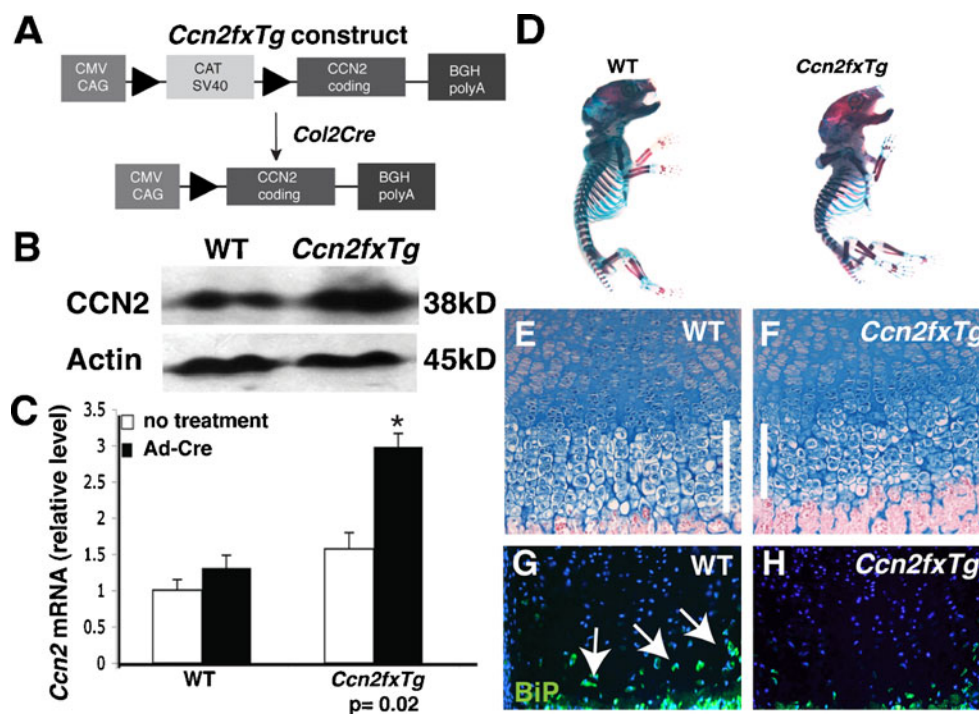 A
Ccn2fxTg construct
CMV
CAG
CAT
SV40
CCN2
coding
BGH
polyA
Col2Cre
CMV
CAG
CCN2
coding
BGH
polyA
B
WT
Ccn2fxTg
CCN2
38kD
Actin
45kD
C
Ccn2 mRNA (relative level)
3.5
3
2.5
2
1.5
1
0.5
0
no treatment
Ad-Cre
*
WT
Ccn2fxTg
p= 0.02
D
WT
Ccn2fxTg
E
WT
F
Ccn2fxTg
G
WT
BiP
H
Ccn2fxTg